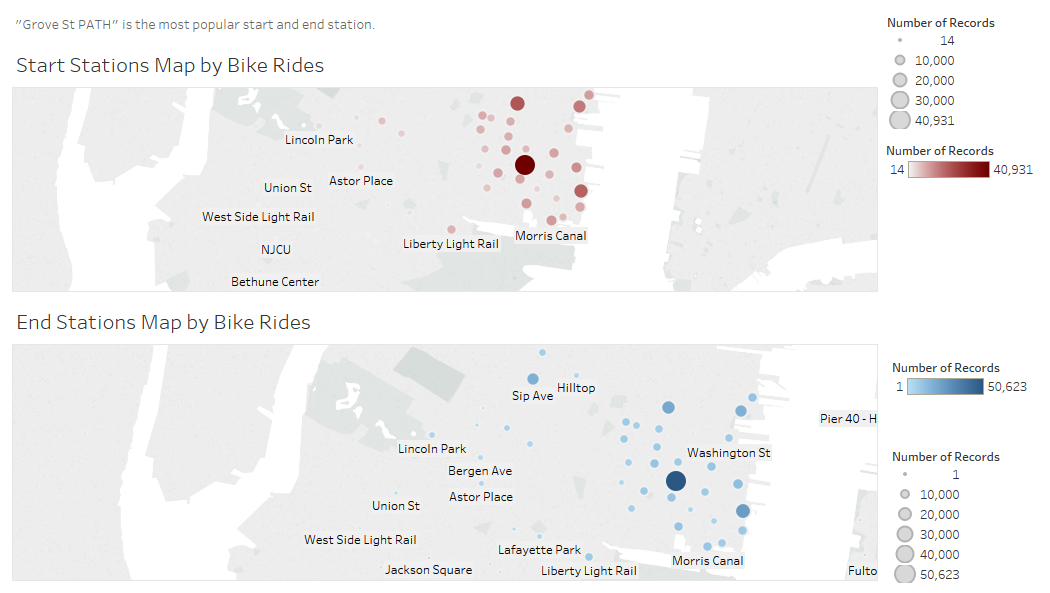 "Grove St PATH" is the most popular start and end station.
Start Stations Map by Bike Rides
Lincoln Park
Astor Place
Union St
West Side Light Rail
Morris Canal
Liberty Light Rail
NJCU
Bethune Center
Number of Records
14
10,000
20,000
30,000
40,931
Number of Records
14 40,931
End Stations Map by Bike Rides
Hilltop
Sip Ave
Pier 40 - H
Lincoln Park
Washington St
Bergen Ave
Astor Place
Union St
West Side Light Rail
Lafayette Park
Morris Canal
Jackson Square
Liberty Light Rail
Fulto
Number of Records
1 50,623
Number of Records
1
10,000
20,000
30,000
40,000
50,623